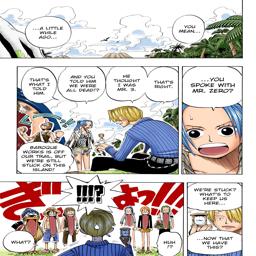 YOU
MEAN...
...A LITTLE
WHILE
AGO...
...YOU
SPOKE WITH
MR. ZERO?
THAT'S
RIGHT.
HE
THOUGHT
I WAS
MR. 3.
AND YOU
TOLD HIM
WE WERE
ALL DEAD!?
THAT'S
WHAT I
TOLD
HIM.
BAROQUE
WORKS IS OFF
OUR TRAIL, BUT
WE'RE STILL
STUCK ON THIS
ISLAND!
WE'RE STUCK?
WHAT'S TO
KEEP US
HERE...
...NOW
THAT WE
HAVE
THIS?
ぎょっ!!
!!!?
HUH
!?
WHAT?